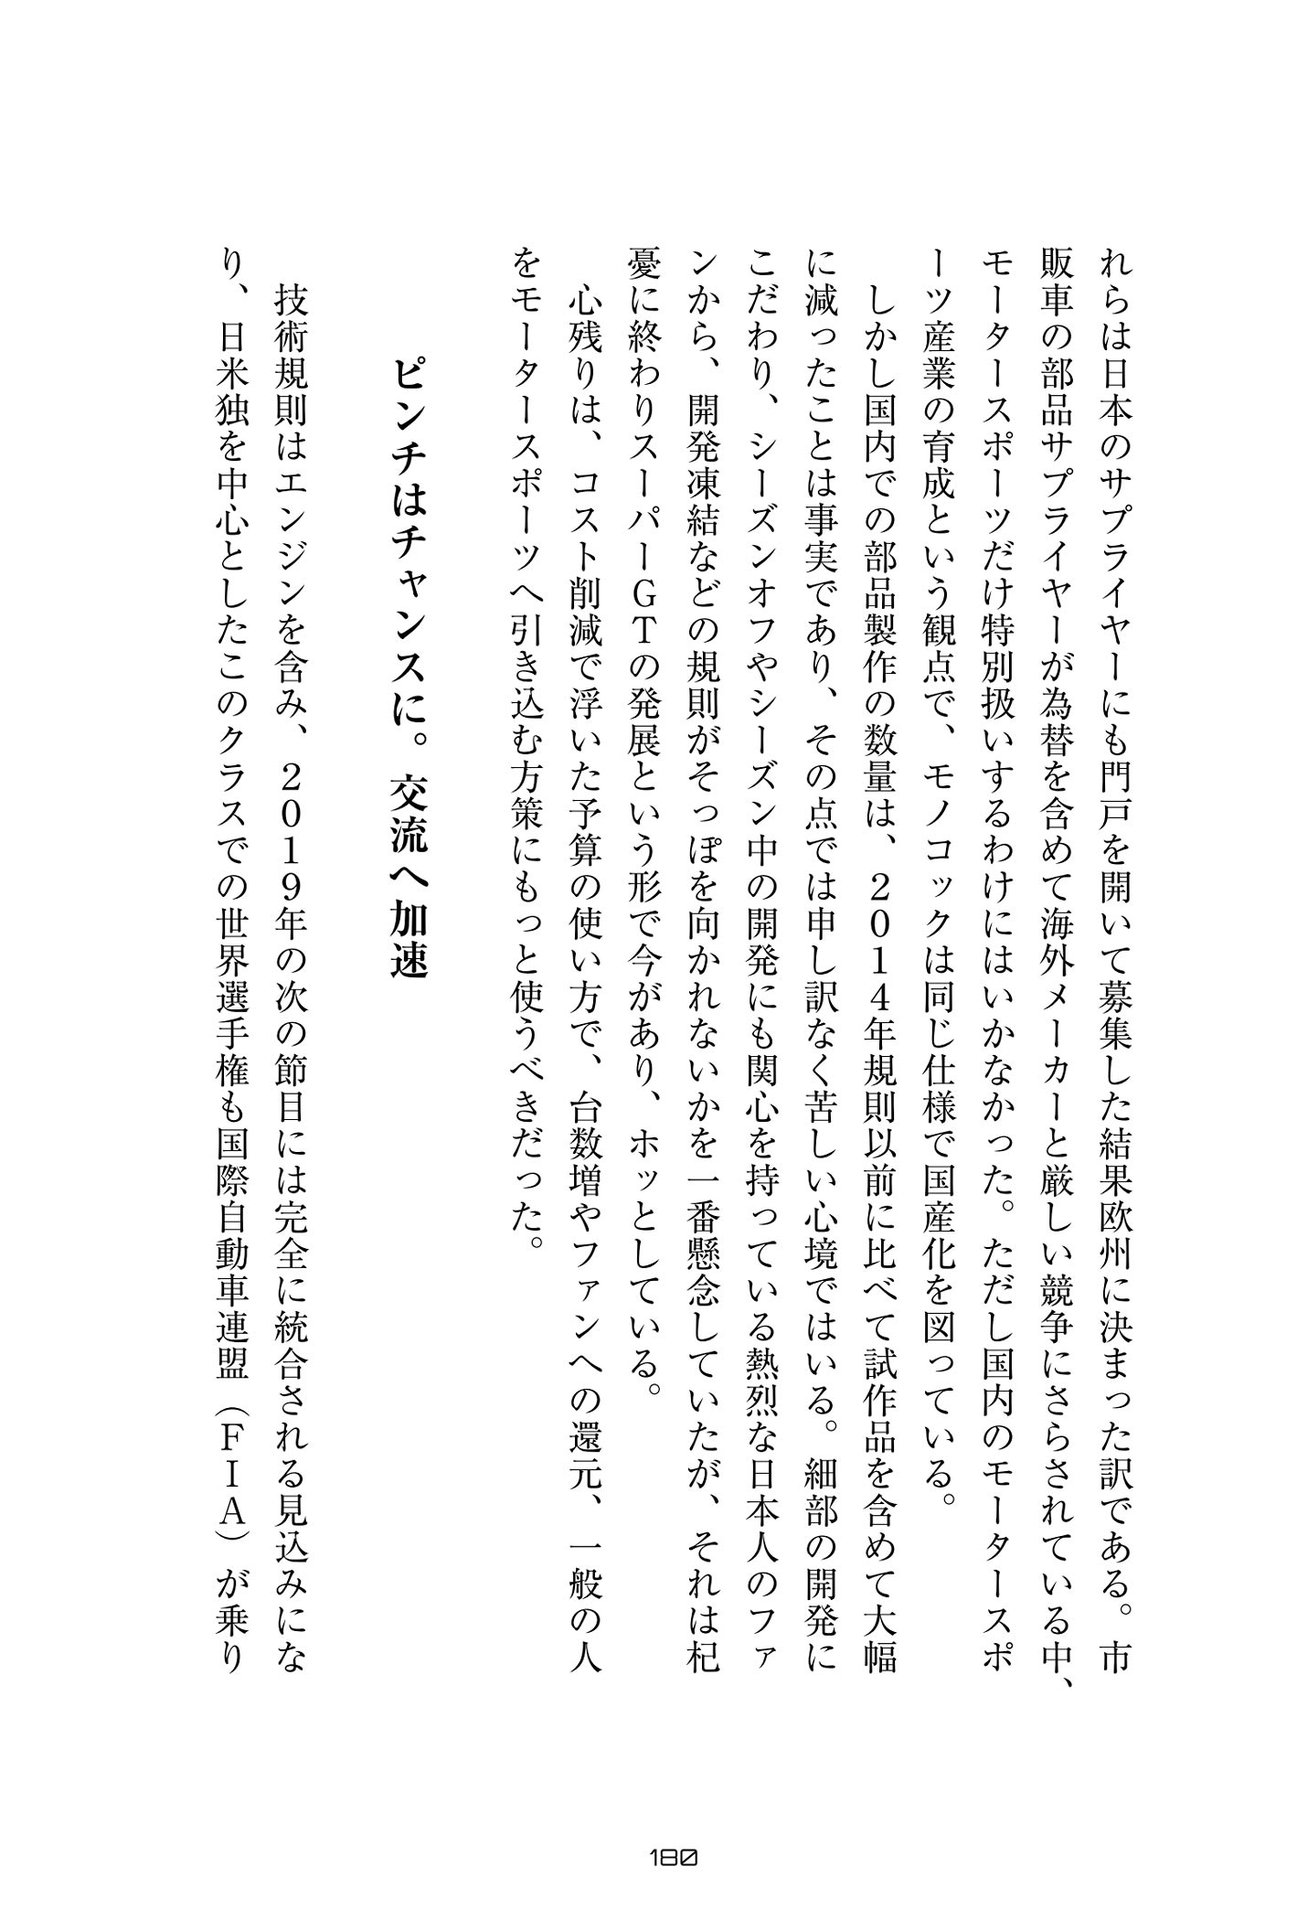 れらは日本のサプライヤーにも門戸を開いて募集した結果欧州に決まった訳である。市
販車の部品サプライヤーが為替を含めて海外メーカーと厳しい競争にさらされている中、
モータースポーツだけ特別扱いするわけにはいかなかった。ただし国内のモータースポ
ーツ産業の育成という観点で、モノコックは同じ仕様で国産化を図っている。
しかし国内での部品製作の数量は、２０１４年規則以前に比べて試作品を含めて大幅
に減ったことは事実であり、その点では申し訳なく苦しい心境ではいる。細部の開発に
こだわり、シーズンオフやシーズン中の開発にも関心を持っている熱烈な日本人のファ
ンから、開発凍結などの規則がそっぽを向かれないかを一番懸念していたが、それは杞
憂に終わりスーパーＧＴの発展という形で今があり、ホッとしている。
心残りは、コスト削減で浮いた予算の使い方で、台数増やファンへの還元、一般の人
をモータースポーツへ引き込む方策にもっと使うべきだった。
ピンチはチャンスに。交流へ加速
技術規則はエンジンを含み、２０１９年の次の節目には完全に統合される見込みにな
り、日米独を中心としたこのクラスでの世界選手権も国際自動車連盟（ＦＩＡ）が乗り
180